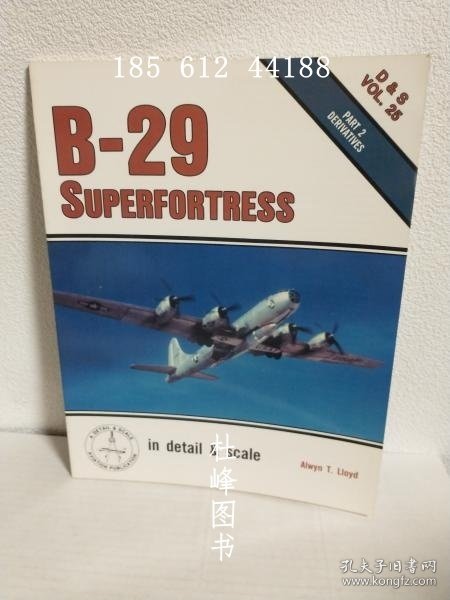 185 612 44188
D & S
VOL. 25
PART 2
DERIVATIVES
B-29
SUPERFORTRESS
A DETAIL & SCALE
AVIATION PUBLICATION
in detail & scale
Alwyn T. Lloyd
杜峰图书
孔夫子旧书网
www.kongfz.com